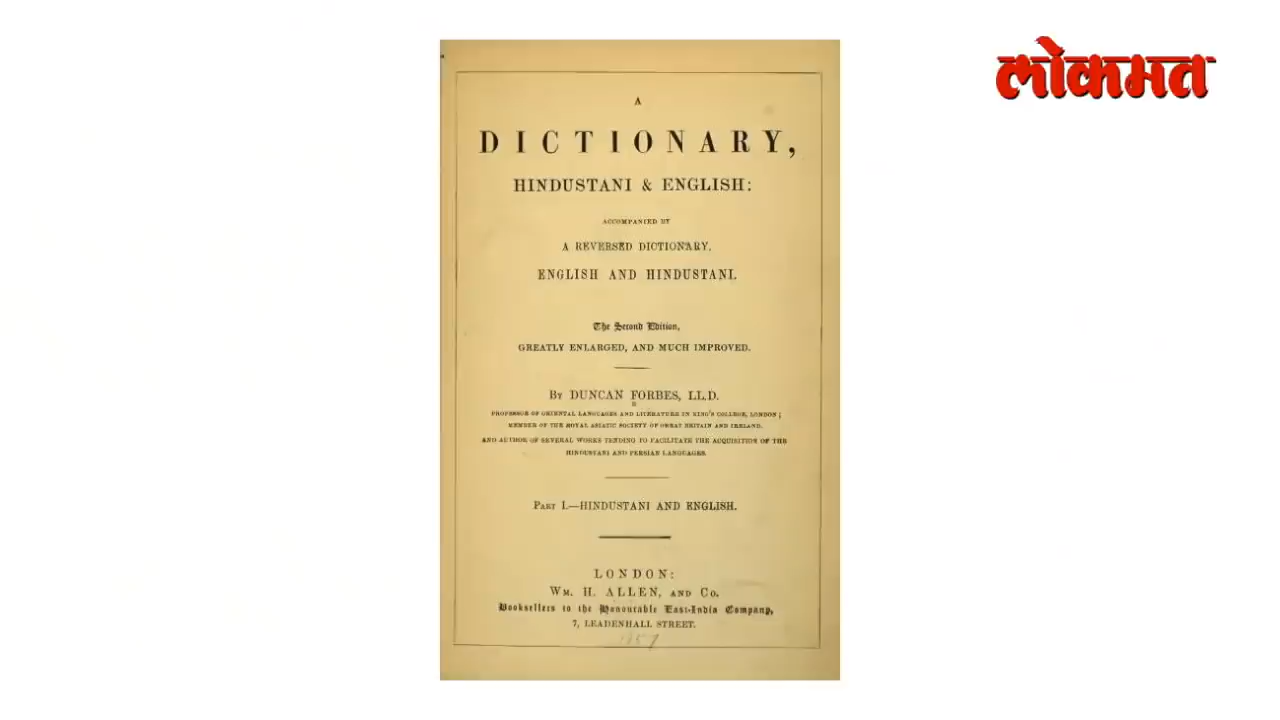 लोकमत
A
DICTIONARY,
HINDUSTANI & ENGLISH:
ACCOMPANIED BY
A REVERSED DICTIONARY,
ENGLISH AND HINDUSTANI.
The Second Edition,
GREATLY ENLARGED, AND MUCH IMPROVED.
BY DUNCAN FORBES, LL.D.
PROFESSOR OF ORIENTAL LANGUAGES AND LITERATURE IN KING'S COLLEGE, LONDON;
MEMBER OF THE ROYAL ASIATIC SOCIETY OF GREAT BRITAIN AND IRELAND,
AND AUTHOR OF SEVERAL WORKS TENDING TO FACILITATE THE ACQUISITION OF THE
HINDUSTANI AND PERSIAN LANGUAGES.
PART I.—HINDUSTANI AND ENGLISH.
LONDON:
WM. H. ALLEN, AND CO.
Booksellers to the Honourable East-India Company,
7, LEADENHALL STREET.